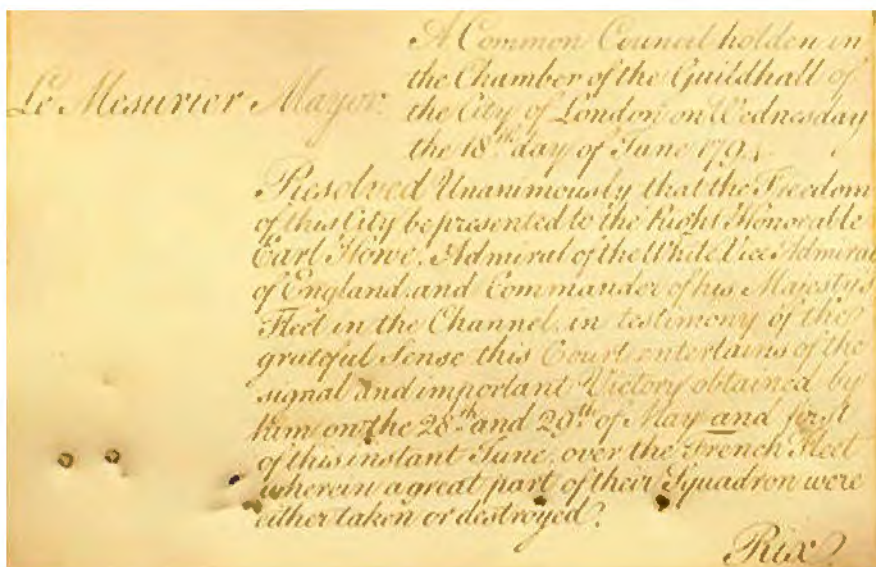 A Common Council holden in
the Chamber of the Guildhall of
Le Mesurier Mayor. the City of London on Wednesday
the 18th day of June 1794.
Resolved Unanimously that the Freedom
of this City be presented to the Right Honorable
Earl Howe, Admiral of the White Vice Admiral
of England, and Commander of his Majesty's
Fleet in the Channel, in testimony of the
grateful Sense this Court entertains of the
signal and important Victory obtained by
him on the 28th and 29th of May and first
of this instant June, over the French Fleet
wherein a great part of their Squadron were
either taken or destroyed.
Rix